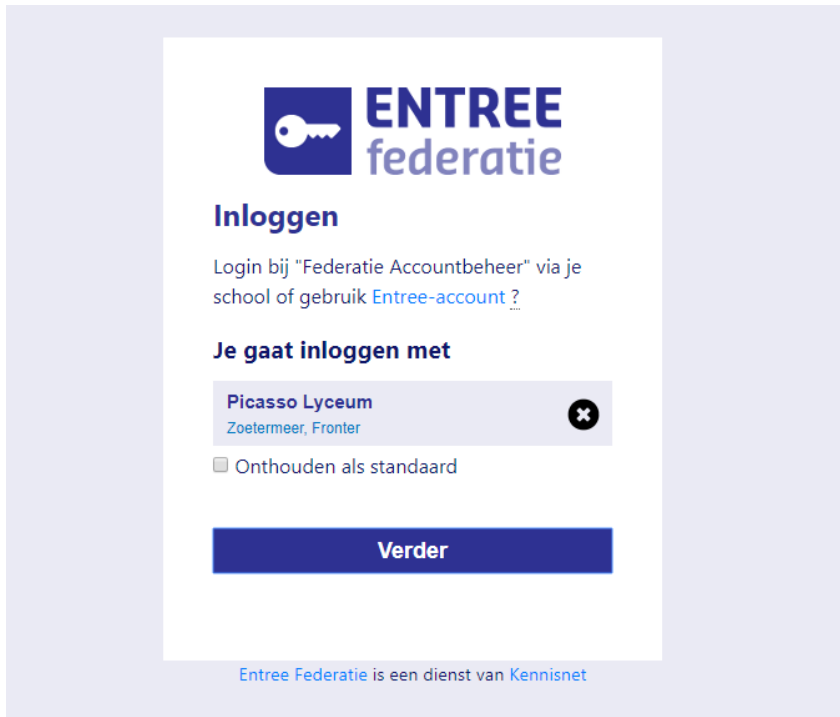 ENTREE
federatie
Inloggen
Login bij "Federatie Accountbeheer" via je
school of gebruik Entree-account ?
Je gaat inloggen met
Picasso Lyceum
Zoetermeer, Fronter
Onthouden als standaard
Verder
Entree Federatie is een dienst van Kennisnet